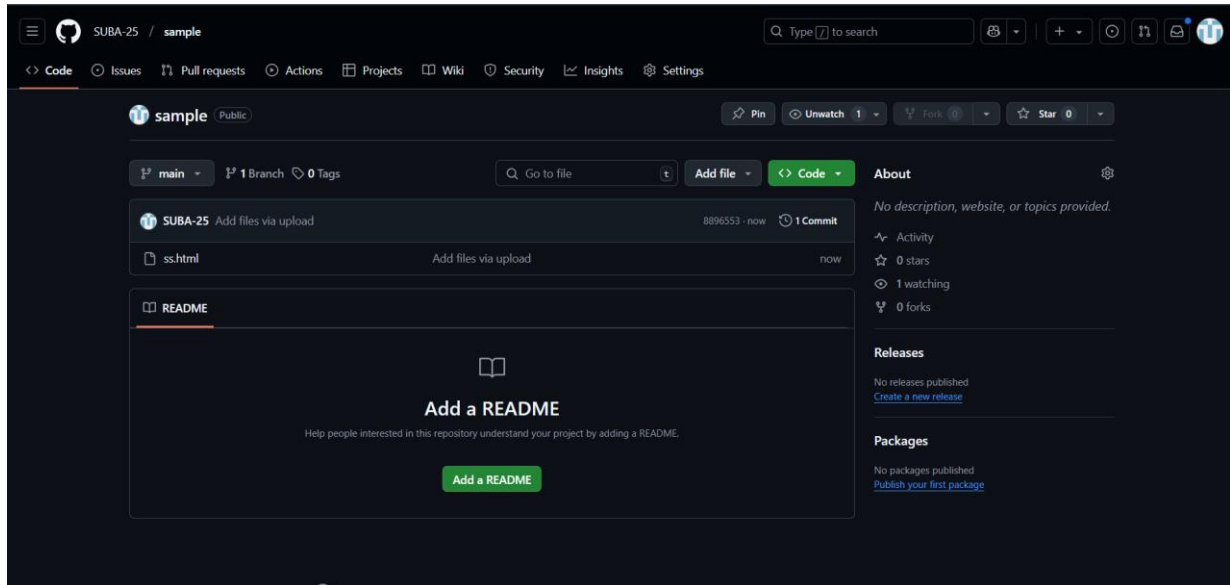 SUBA-25 / sample
Type / to search
Code Issues Pull requests Actions Projects Wiki Security Insights Settings
sample Public
Pin Unwatch 1 Fork 0 Star 0
main 1 Branch 0 Tags
Go to file t Add file Code
SUBA-25 Add files via upload 8896553 · now 1 Commit
ss.html Add files via upload now
README
Add a README
Help people interested in this repository understand your project by adding a README.
Add a README
About
No description, website, or topics provided.
Activity
0 stars
1 watching
0 forks
Releases
No releases published
Create a new release
Packages
No packages published
Publish your first package